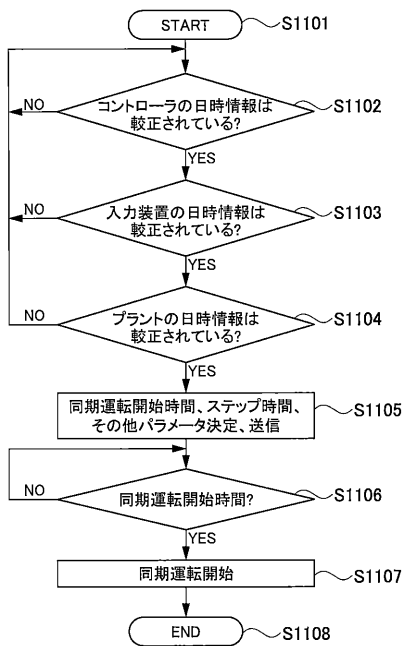 START
S1101
NO
コントローラの日時情報は
較正されている?
S1102
YES
NO
入力装置の日時情報は
較正されている?
S1103
YES
NO
プラントの日時情報は
較正されている?
S1104
YES
同期運転開始時間、ステップ時間、
その他パラメータ決定、送信
S1105
NO
同期運転開始時間?
S1106
YES
同期運転開始
S1107
END
S1108